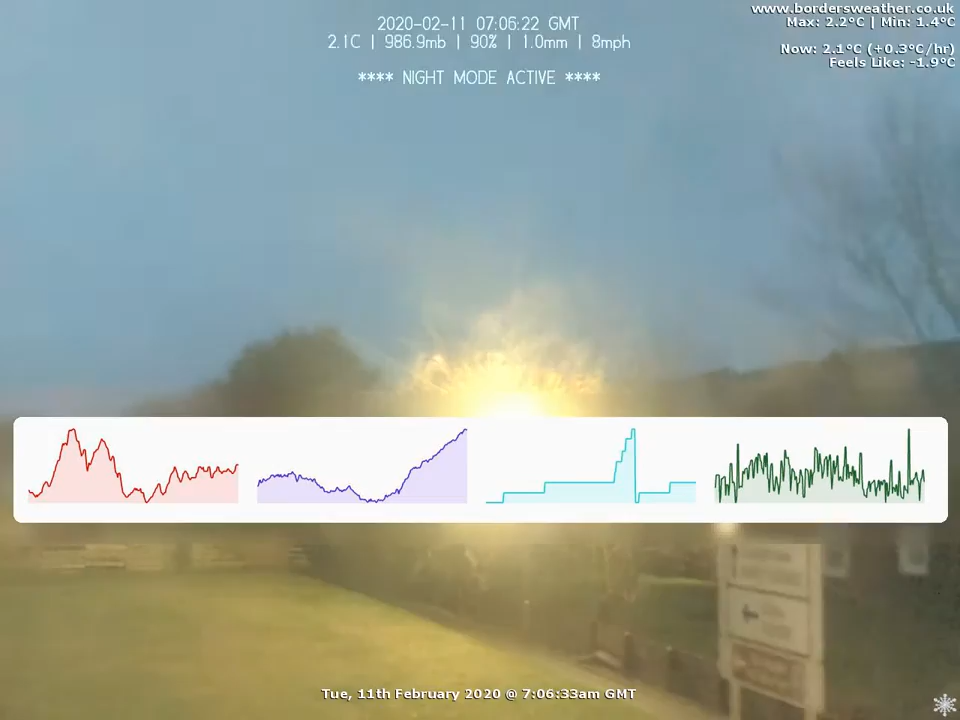 www.bordersweather.co.uk
2020-02-11 07:06:22 GMT
Max: 2.2°C | Min: 1.4°C
2.1C | 986.9mb | 90% | 1.0mm | 8mph
Now: 2.1°C (+0.3°C/hr)
Feels Like: -1.9°C
**** NIGHT MODE ACTIVE ****
Tue, 11th February 2020 @ 7:06:33am GMT